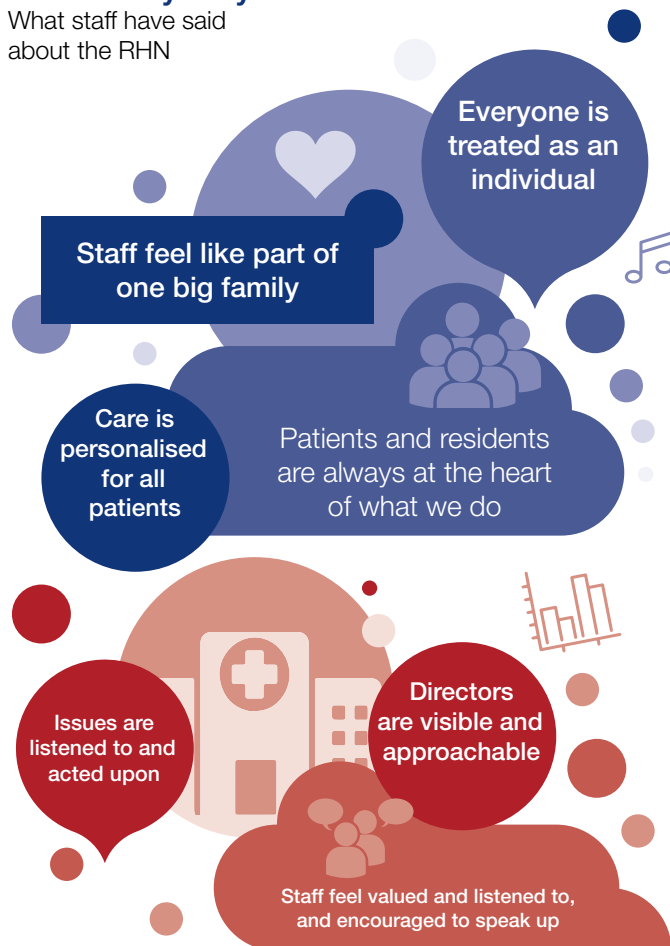 What staff have said
about the RHN
Everyone is
treated as an
individual
Staff feel like part of
one big family
Care is
personalised
for all
patients
Patients and residents
are always at the heart
of what we do
Issues are
listened to and
acted upon
Directors
are visible and
approachable
Staff feel valued and listened to,
and encouraged to speak up